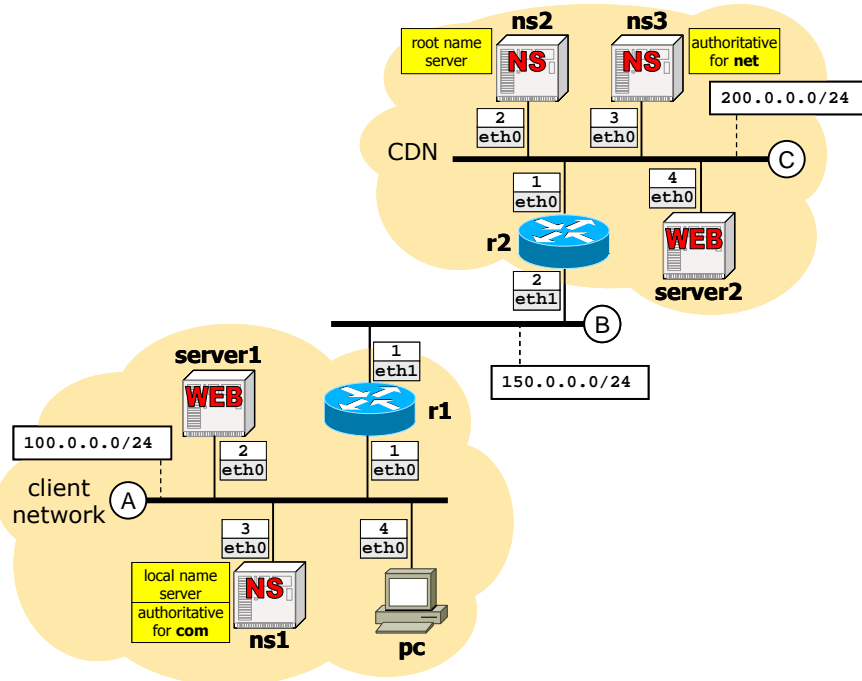 ns2
ns3
root name
server
NS
NS
authoritative
for net
200.0.0.0/24
2
eth0
3
eth0
CDN
C
1
eth0
4
eth0
r2
WEB
server2
2
eth1
B
server1
1
eth1
150.0.0.0/24
WEB
r1
100.0.0.0/24
2
eth0
1
eth0
client
network
A
3
eth0
4
eth0
local name
server
authoritative
for com
NS
ns1
pc